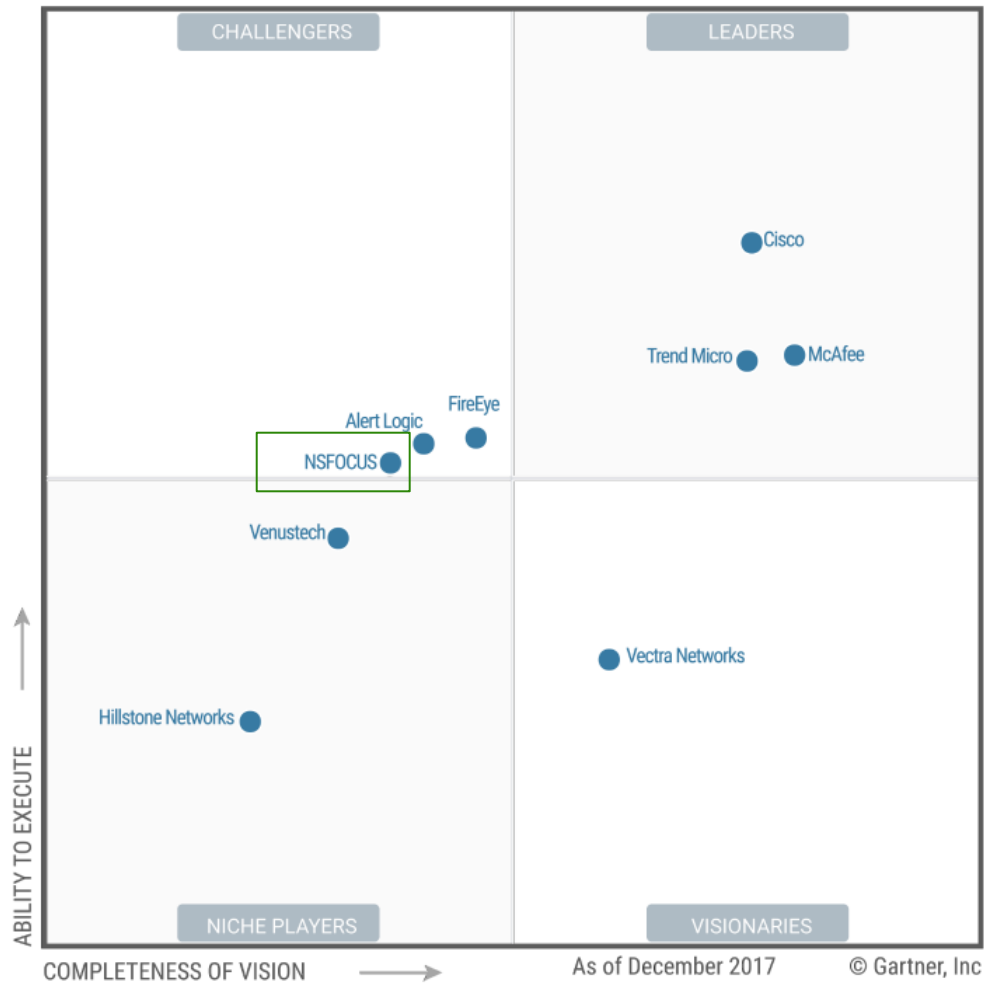 CHALLENGERS
LEADERS
Cisco
Trend Micro
McAfee
FireEye
Alert Logic
NSFOCUS
Venustech
Vectra Networks
Hillstone Networks
ABILITY TO EXECUTE
NICHE PLAYERS
VISIONARIES
COMPLETENESS OF VISION
As of December 2017
© Gartner, Inc